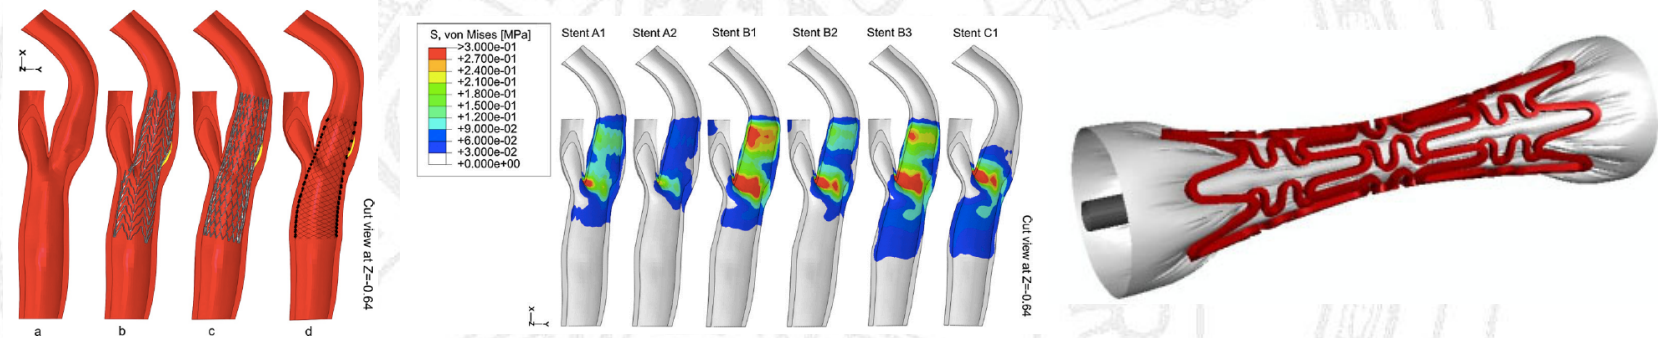 X
Z
Y
a
b
c
d
Cut view at Z=-0.64
S, von Mises [MPa]
>3.000e-01
+2.700e-01
+2.400e-01
+2.100e-01
+1.800e-01
+1.500e-01
+1.200e-01
+9.000e-02
+6.000e-02
+3.000e-02
+0.000e+00
Stent A1
Stent A2
Stent B1
Stent B2
Stent B3
Stent C1
X
Z
Y
Cut view at Z=-0.64